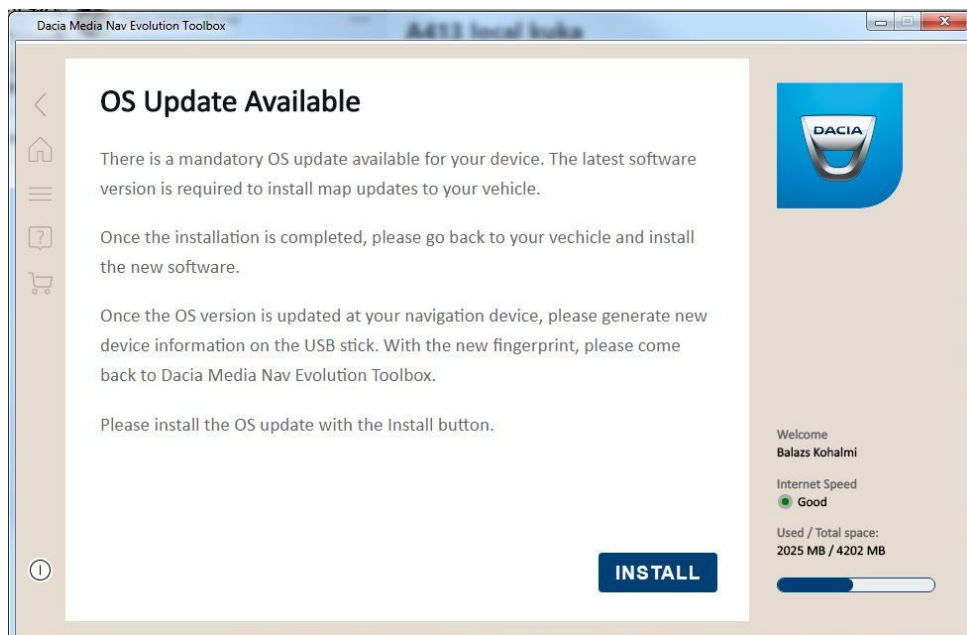 Dacia Media Nav Evolution Toolbox
A413 local kuka
OS Update Available
There is a mandatory OS update available for your device. The latest software
version is required to install map updates to your vehicle.
Once the installation is completed, please go back to your vechicle and install
the new software.
Once the OS version is updated at your navigation device, please generate new
device information on the USB stick. With the new fingerprint, please come
back to Dacia Media Nav Evolution Toolbox.
Please install the OS update with the Install button.
INSTALL
DACIA
Welcome
Balazs Kohalmi
Internet Speed
Good
Used / Total space:
2025 MB / 4202 MB